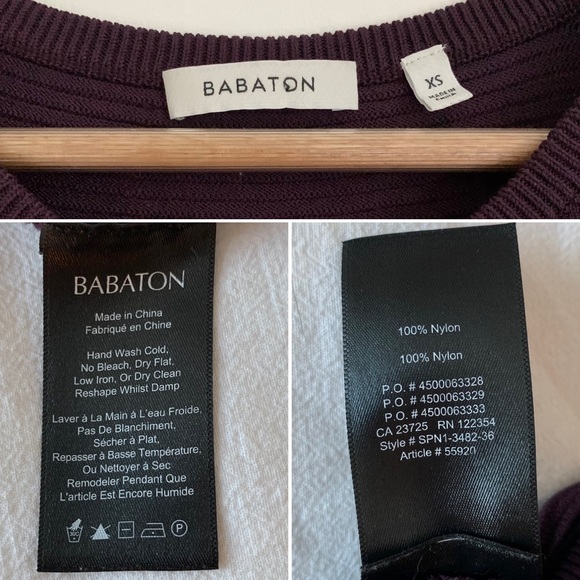 BABATON
XS
MADE IN
BABATON
Made in China
Fabriqué en Chine
Hand Wash Cold,
No Bleach, Dry Flat,
Low Iron, Or Dry Clean
Reshape Whilst Damp
Laver à La Main à L'eau Froide,
Pas De Blanchiment,
Sécher à Plat,
Repasser à Basse Température,
Ou Nettoyer à Sec
Remodeler Pendant Que
L'article Est Encore Humide
P
100% Nylon
100% Nylon
P.O. # 4500063328
P.O. # 4500063329
P.O. # 4500063333
CA 23725 RN 122354
Style # SPN1-3482-36
Article # 55920